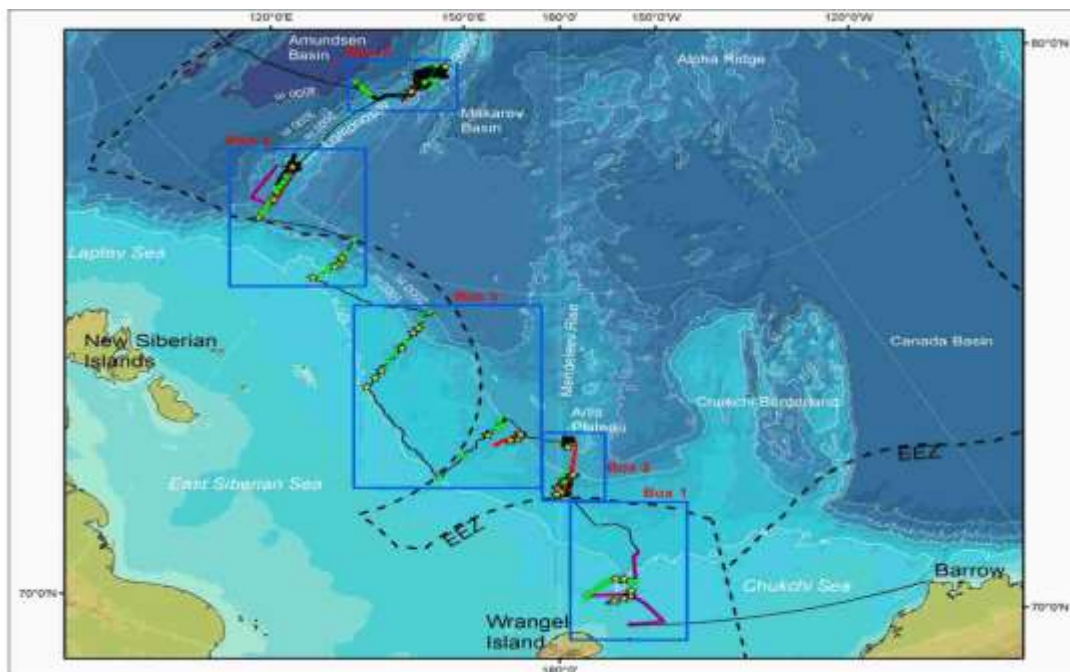 120°0'E
150°0'E
180°0'
150°0'W
120°0'W
80°0'N
Amundsen
Basin
Alpha Ridge
Makarov
Basin
Box 4
Laptev Sea
Box 3
New Siberian
Islands
Mendeleev Rise
Canada Basin
Chukchi Borderland
Arlis
Plateau
EEZ
Box 2
East Siberian Sea
Box 1
EEZ
Chukchi Sea
Barrow
70°0'N
70°0'N
Wrangel
Island
180°0'